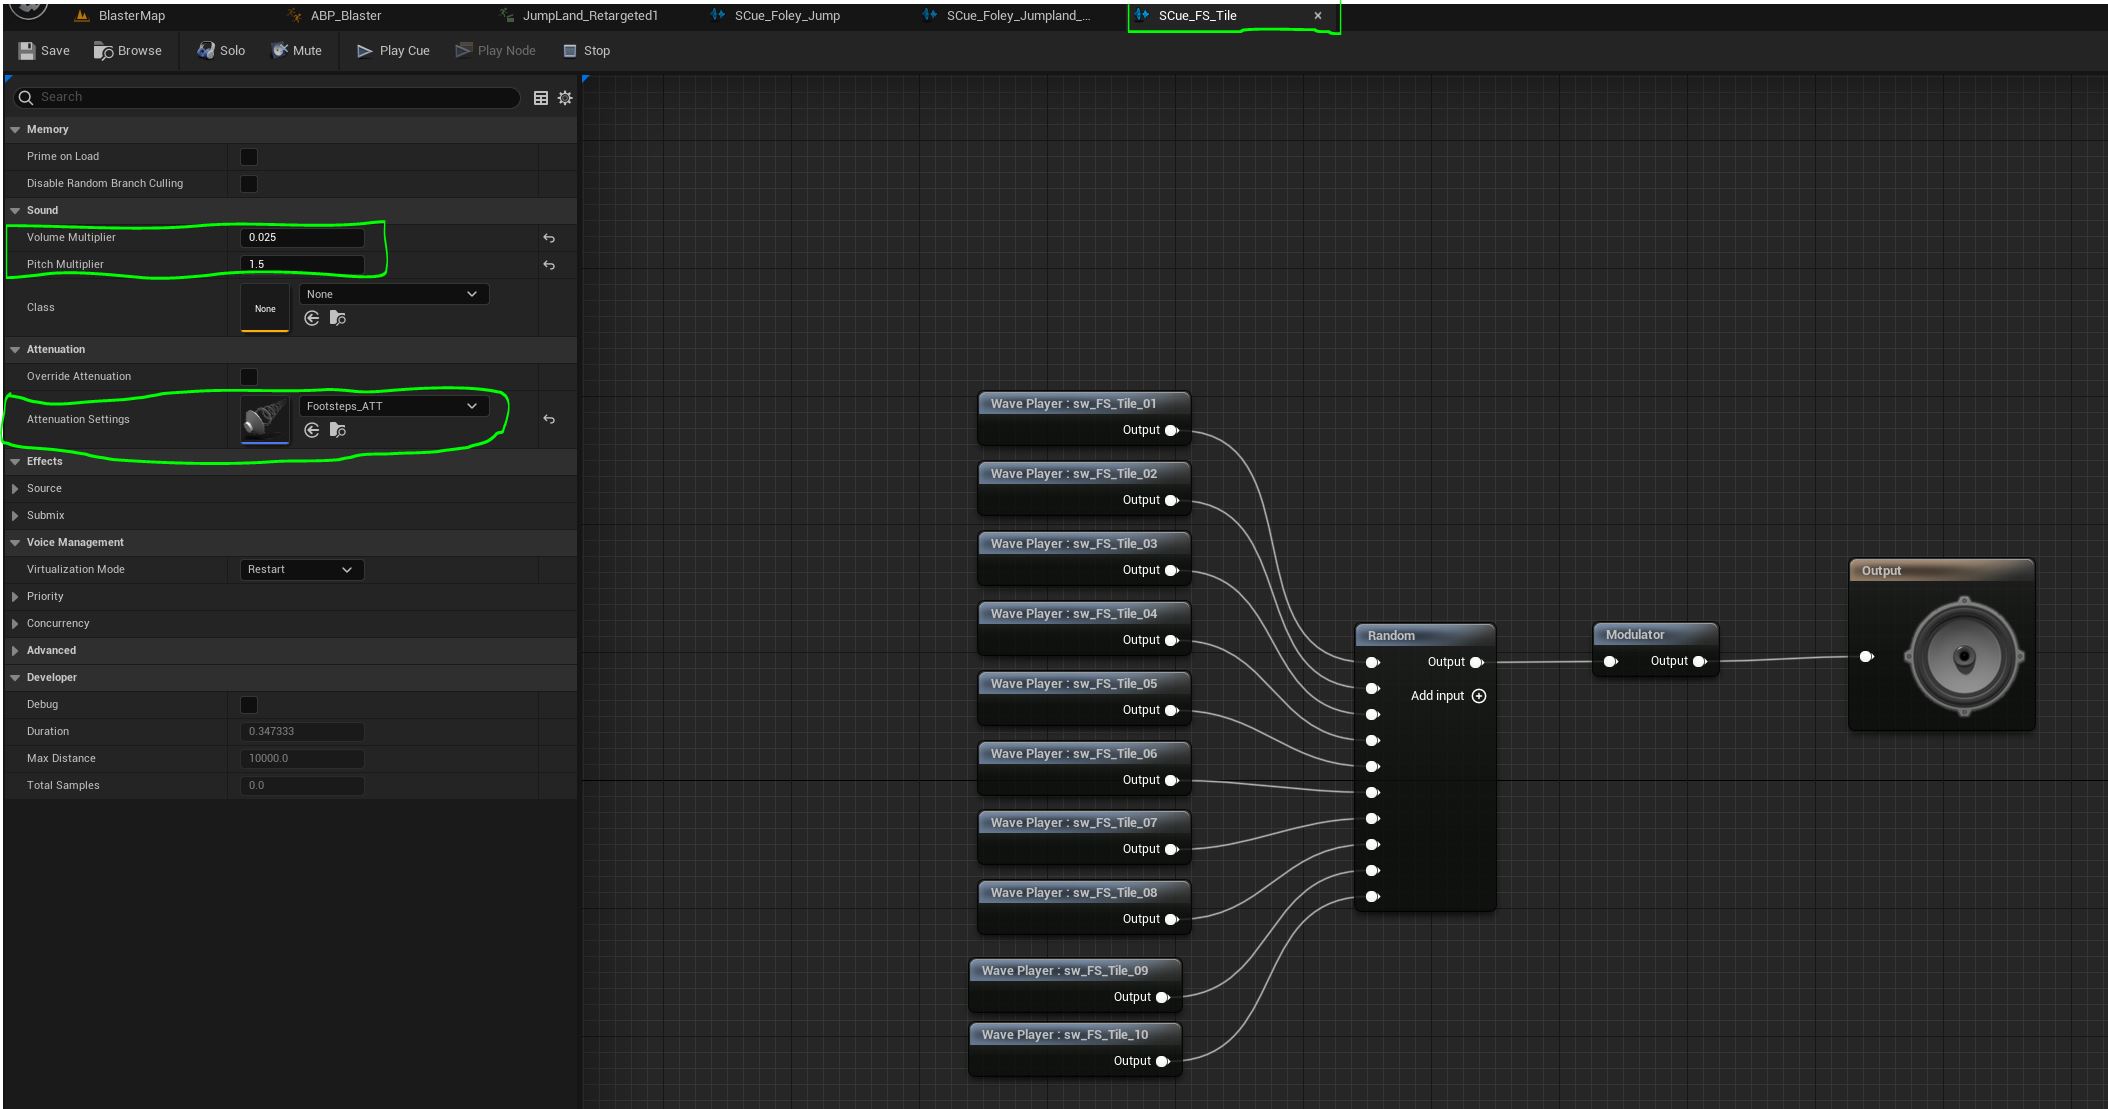 BlasterMap
ABP_Blaster
JumpLand_Retargeted1
SCue_Foley_Jump
SCue_Foley_Jumpland_...
SCue_FS_Tile
Save
Browse
Solo
Mute
Play Cue
Play Node
Stop
Search
Memory
Prime on Load
Disable Random Branch Culling
Sound
Volume Multiplier 0.025
Pitch Multiplier 1.5
Class None None
Attenuation
Override Attenuation
Attenuation Settings Footsteps_ATT
Effects
Source
Submix
Voice Management
Virtualization Mode Restart
Priority
Concurrency
Advanced
Developer
Debug
Duration 0.347333
Max Distance 10000.0
Total Samples 0.0
Wave Player : sw_FS_Tile_01
Output
Wave Player : sw_FS_Tile_02
Output
Wave Player : sw_FS_Tile_03
Output
Wave Player : sw_FS_Tile_04
Output
Wave Player : sw_FS_Tile_05
Output
Wave Player : sw_FS_Tile_06
Output
Wave Player : sw_FS_Tile_07
Output
Wave Player : sw_FS_Tile_08
Output
Wave Player : sw_FS_Tile_09
Output
Wave Player : sw_FS_Tile_10
Output
Random
Output
Add input
Modulator
Output
Output